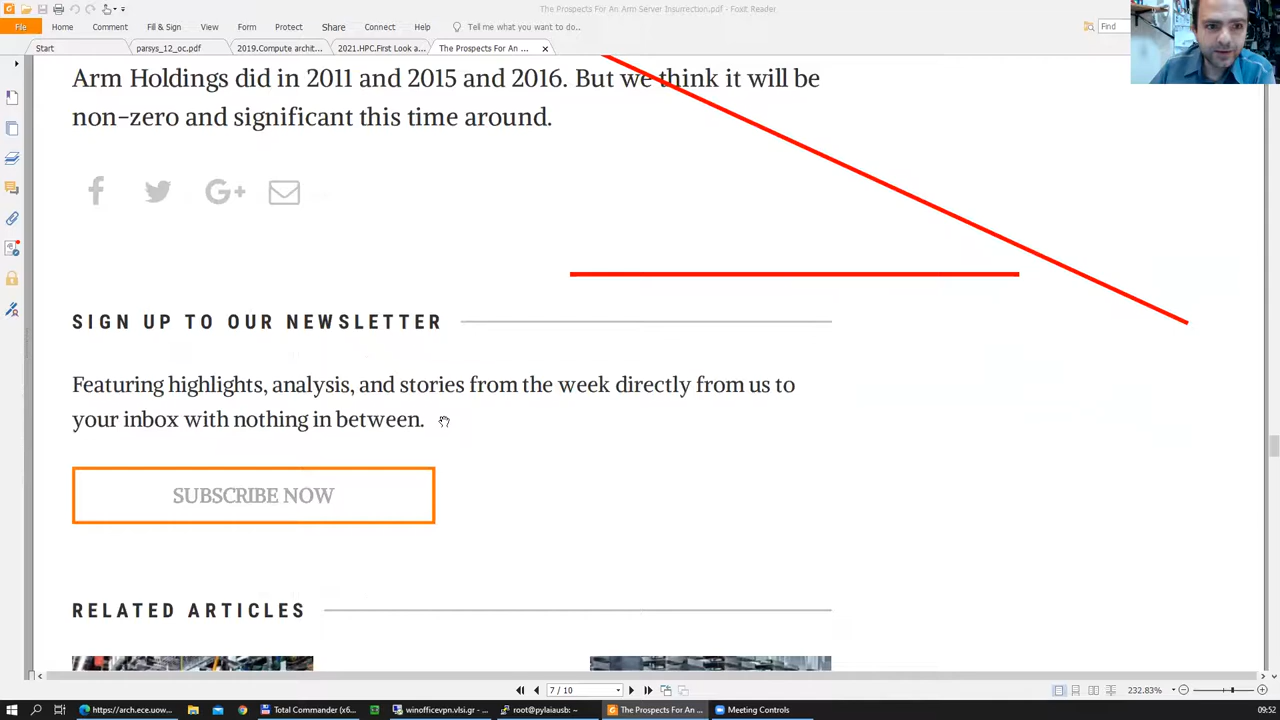 The Prospects For An Arm Server Insurrection.pdf - Foxit Reader
File Home Comment Fill & Sign View Form Protect Share Connect Help Tell me what you want to do... Find
Start parsys_12_oc.pdf 2019.Compute archit... 2021.HPC.First Look a... The Prospects For An ...
Arm Holdings did in 2011 and 2015 and 2016. But we think it will be
non-zero and significant this time around.
SIGN UP TO OUR NEWSLETTER
Featuring highlights, analysis, and stories from the week directly from us to
your inbox with nothing in between.
SUBSCRIBE NOW
RELATED ARTICLES
7 / 10 232.83%
https://arch.ece.uow... Total Commander (x6... winofficevpn.vlsi.gr - ... root@pylaiausb: ~ The Prospects For An ... Meeting Controls 09:52